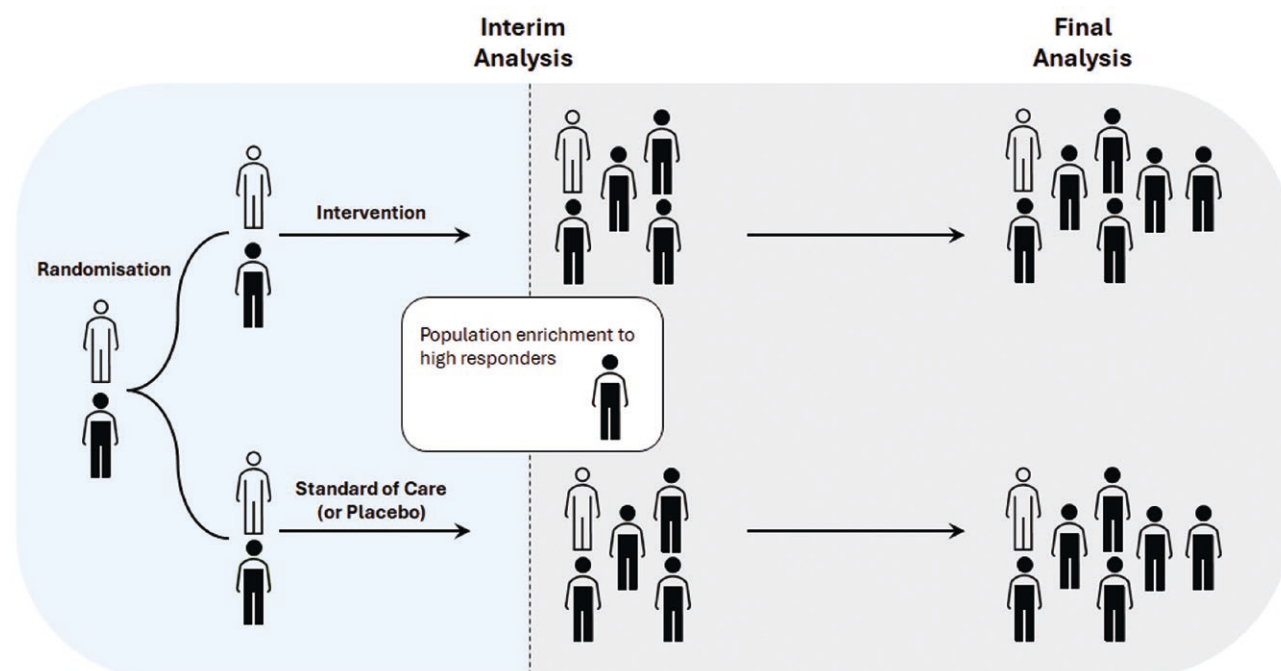 Interim
Analysis
Final
Analysis
Intervention
Randomisation
Population enrichment to
high responders
Standard of Care
(or Placebo)